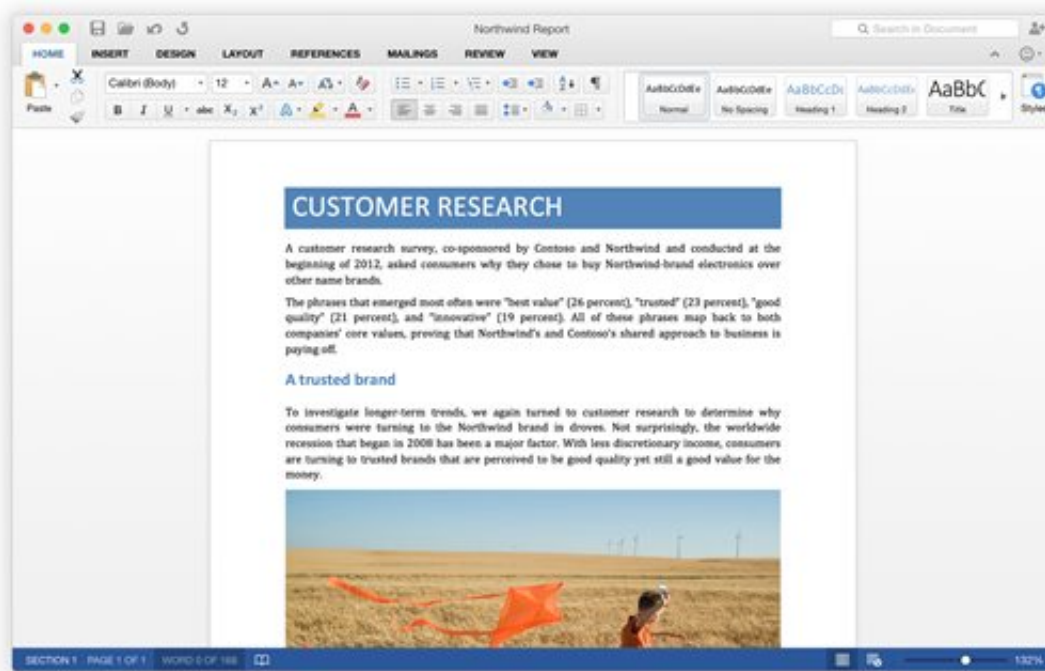 Northwind Report
Search in Document
HOME INSERT DESIGN LAYOUT REFERENCES MAILINGS REVIEW VIEW
Paste
Calibri (Body) 12
B I U abc X₂ X²
AaBbCcDdEe AaBbCcDdEe AaBbCcDc AaBbCcDdEe AaBbC
Normal No Spacing Heading 1 Heading 2 Title
Styles
CUSTOMER RESEARCH
A customer research survey, co-sponsored by Contoso and Northwind and conducted at the
beginning of 2012, asked consumers why they chose to buy Northwind-brand electronics over
other name brands.
The phrases that emerged most often were "best value" (26 percent), "trusted" (23 percent), "good
quality" (21 percent), and "innovative" (19 percent). All of these phrases map back to both
companies' core values, proving that Northwind's and Contoso's shared approach to business is
paying off.
A trusted brand
To investigate longer-term trends, we again turned to customer research to determine why
consumers were turning to the Northwind brand in droves. Not surprisingly, the worldwide
recession that began in 2008 has been a major factor. With less discretionary income, consumers
are turning to trusted brands that are perceived to be good quality yet still a good value for the
money.
SECTION 1 PAGE 1 OF 1 WORD 0 OF 168
132%